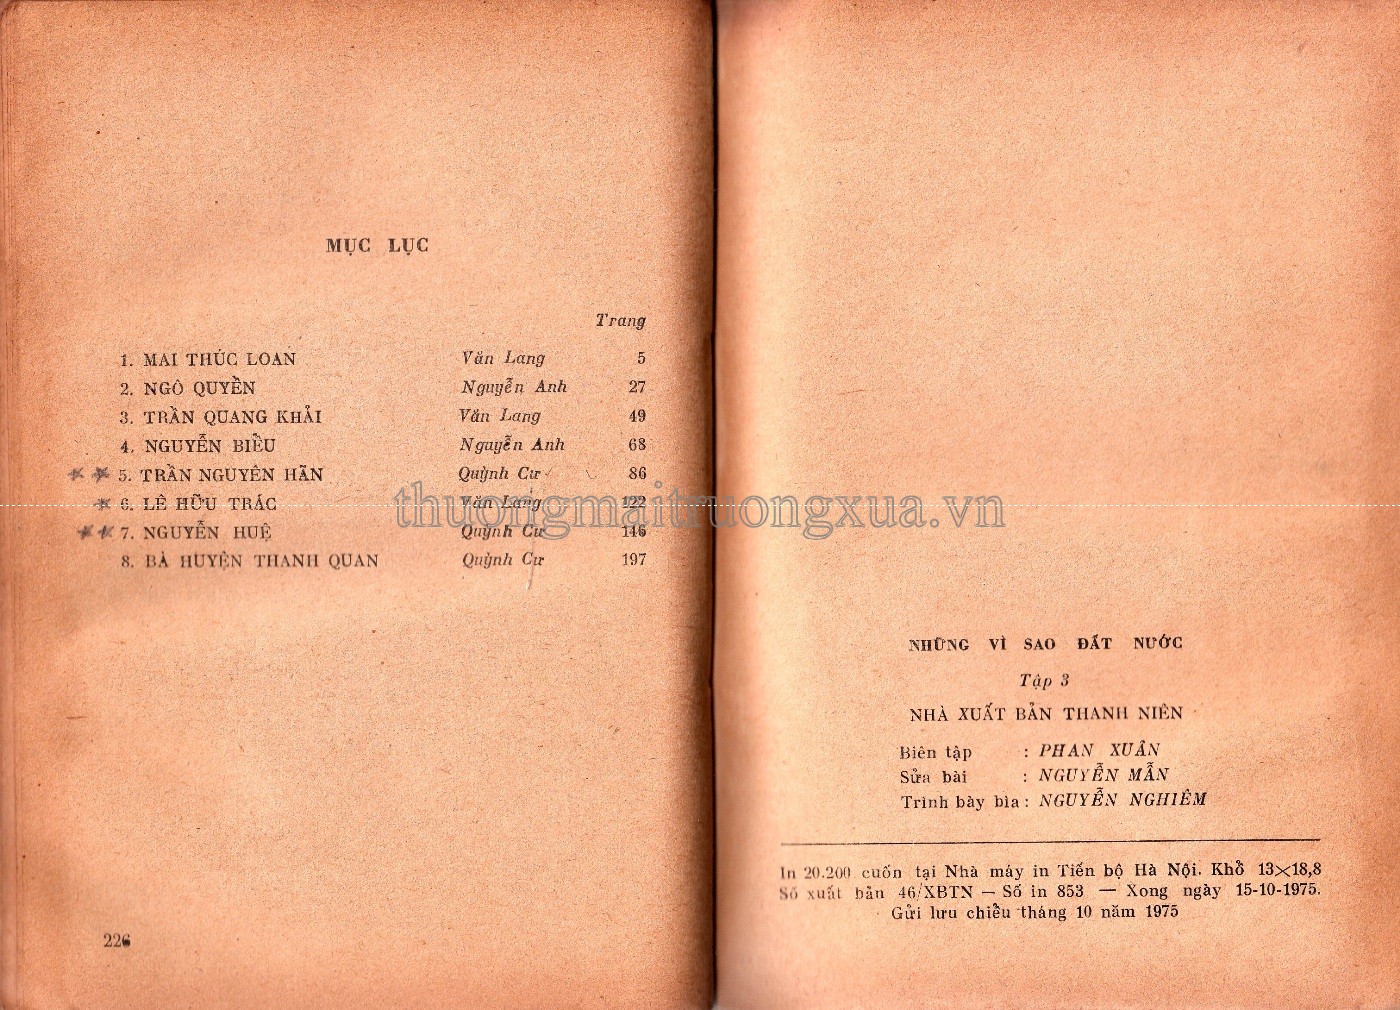 MỤC LỤC
Trang
1. MAI THÚC LOAN Văn Lang 5
2. NGÔ QUYỀN Nguyễn Anh 27
3. TRẦN QUANG KHẢI Văn Lang 49
4. NGUYỄN BIỂU Nguyễn Anh 68
5. TRẦN NGUYÊN HÃN Quỳnh Cư 86
6. LÊ HỮU TRÁC Văn Lang 122
7. NGUYỄN HUỆ Quỳnh Cư 146
8. BÀ HUYỆN THANH QUAN Quỳnh Cư 197
226
thuongmaitruongxua.vn
NHỮNG VÌ SAO ĐẤT NƯỚC
Tập 3
NHÀ XUẤT BẢN THANH NIÊN
Biên tập : PHAN XUÂN
Sửa bài : NGUYỄN MẪN
Trình bày bìa : NGUYỄN NGHIÊM
In 20.200 cuốn tại Nhà máy in Tiến bộ Hà Nội. Khổ 13×18,8
Số xuất bản 46/XBTN — Số in 853 — Xong ngày 15-10-1975.
Gửi lưu chiểu tháng 10 năm 1975